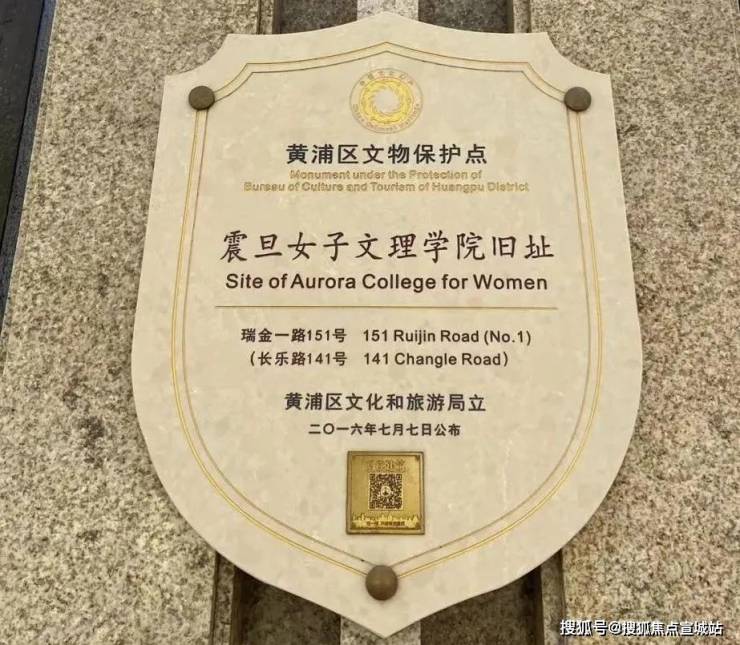 黄浦区文物保护点
Monument under the Protection of
Bureau of Culture and Tourism of Huangpu District
震旦女子文理学院旧址
Site of Aurora College for Women
瑞金一路151号 151 Ruijin Road (No.1)
(长乐路141号 141 Changle Road)
黄浦区文化和旅游局立
二〇一六年七月七日公布
搜狐号@搜狐焦点宣城站